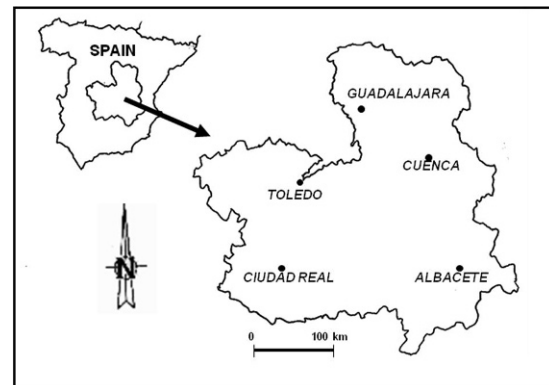 SPAIN
GUADALAJARA
CUENCA
TOLEDO
N
CIUDAD REAL
ALBACETE
0 100 km